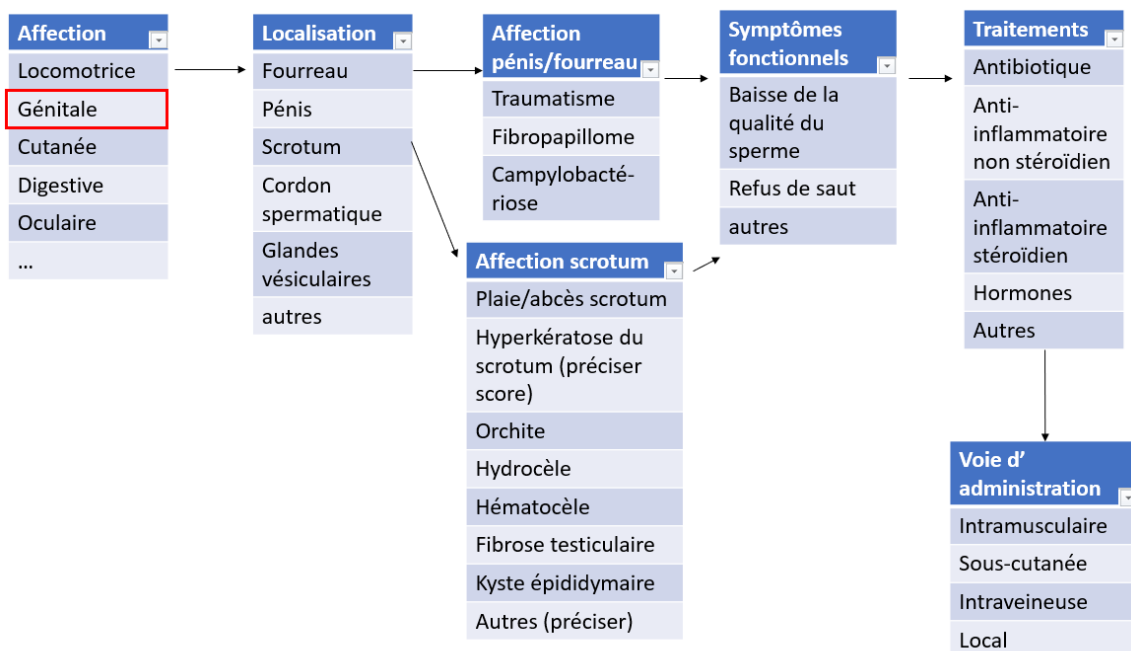 Affection
Locomotrice
Génitale
Cutanée
Digestive
Oculaire
...
Localisation
Fourreau
Pénis
Scrotum
Cordon
spermatique
Glandes
vésiculaires
autres
Affection
pénis/fourreau
Traumatisme
Fibropapillome
Campylobacté-
riose
Affection scrotum
Plaie/abcès scrotum
Hyperkératose du
scrotum (préciser
score)
Orchite
Hydrocèle
Hématocèle
Fibrose testiculaire
Kyste épididymaire
Autres (préciser)
Symptômes
fonctionnels
Baisse de la
qualité du
sperme
Refus de saut
autres
Traitements
Antibiotique
Anti-
inflammatoire
non stéroïdien
Anti-
inflammatoire
stéroïdien
Hormones
Autres
Voie d’
administration
Intramusculaire
Sous-cutanée
Intraveineuse
Local